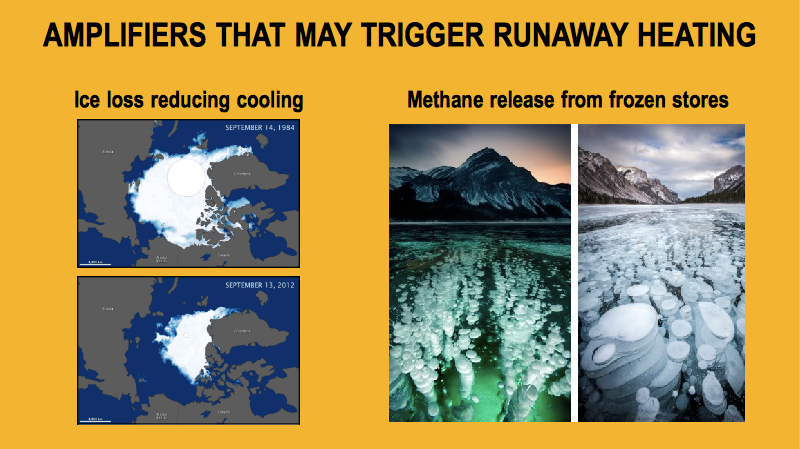 AMPLIFIERS THAT MAY TRIGGER RUNAWAY HEATING
Ice loss reducing cooling
Methane release from frozen stores
SEPTEMBER 14, 1984
SEPTEMBER 13, 2012